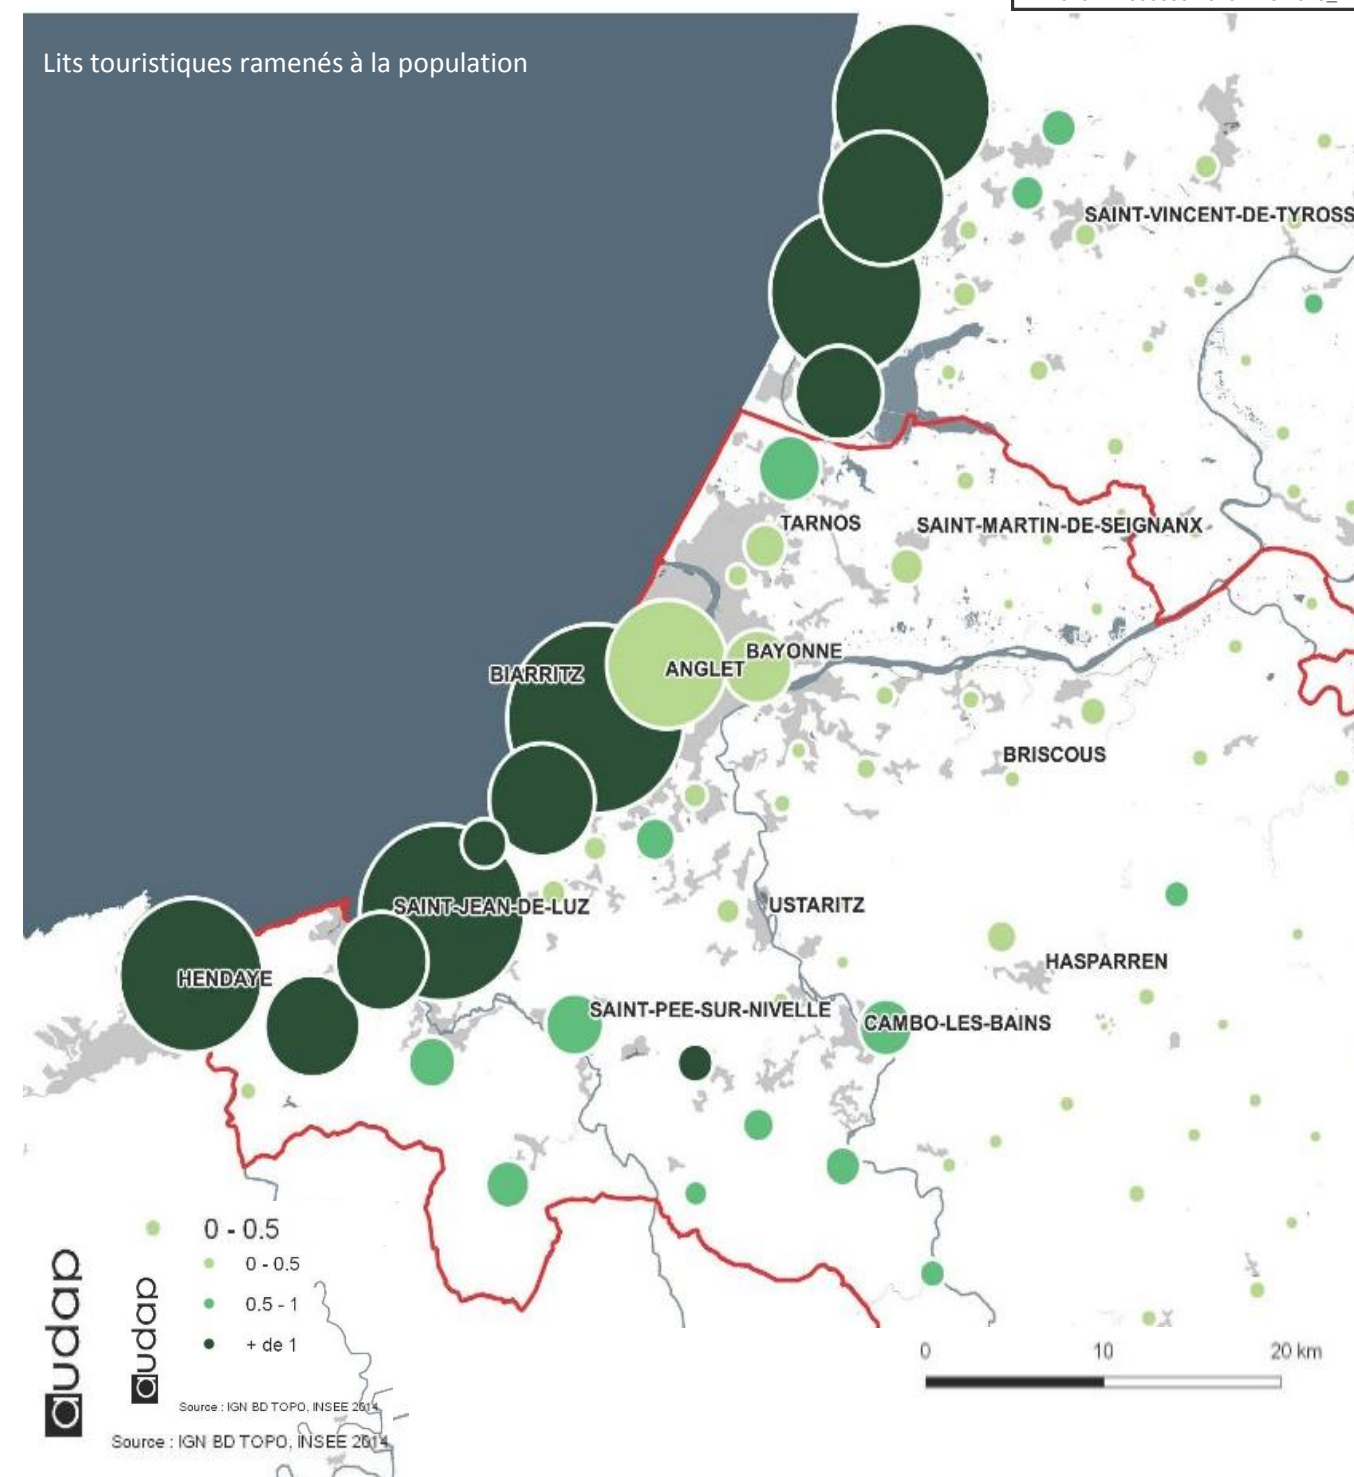 Lits touristiques ramenés à la population
SAINT-VINCENT-DE-TYROSS
TARNOS
SAINT-MARTIN-DE-SEIGNANX
BAYONNE
ANGLET
BIARRITZ
BRISCOUS
SAINT-JEAN-DE-LUZ
USTARITZ
HASPARREN
HENDAYE
SAINT-PEE-SUR-NIVELLE
CAMBO-LES-BAINS
0 - 0.5
0 - 0.5
0.5 - 1
+ de 1
audap
audap
0 10 20 km
Source : IGN BD TOPO, INSEE 2014
Source : IGN BD TOPO, INSEE 2014